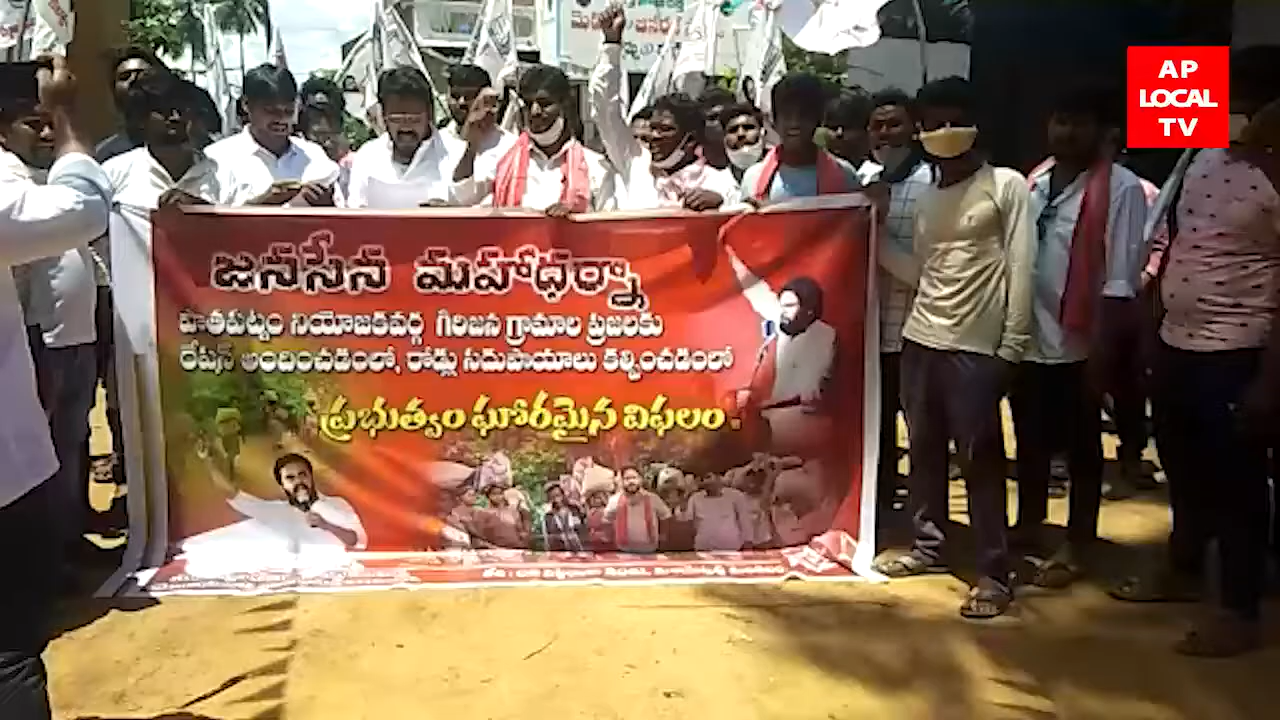 జనసేన మహాధర్నా
పాతపట్నం నియోజకవర్గ గిరిజన గ్రామాల ప్రజలకు
రేషన్ అందించడంలో, రోడ్లు సదుపాయాలు కల్పించడంలో
ప్రభుత్వం ఘోరమైన విఫలం.
AP
LOCAL
TV